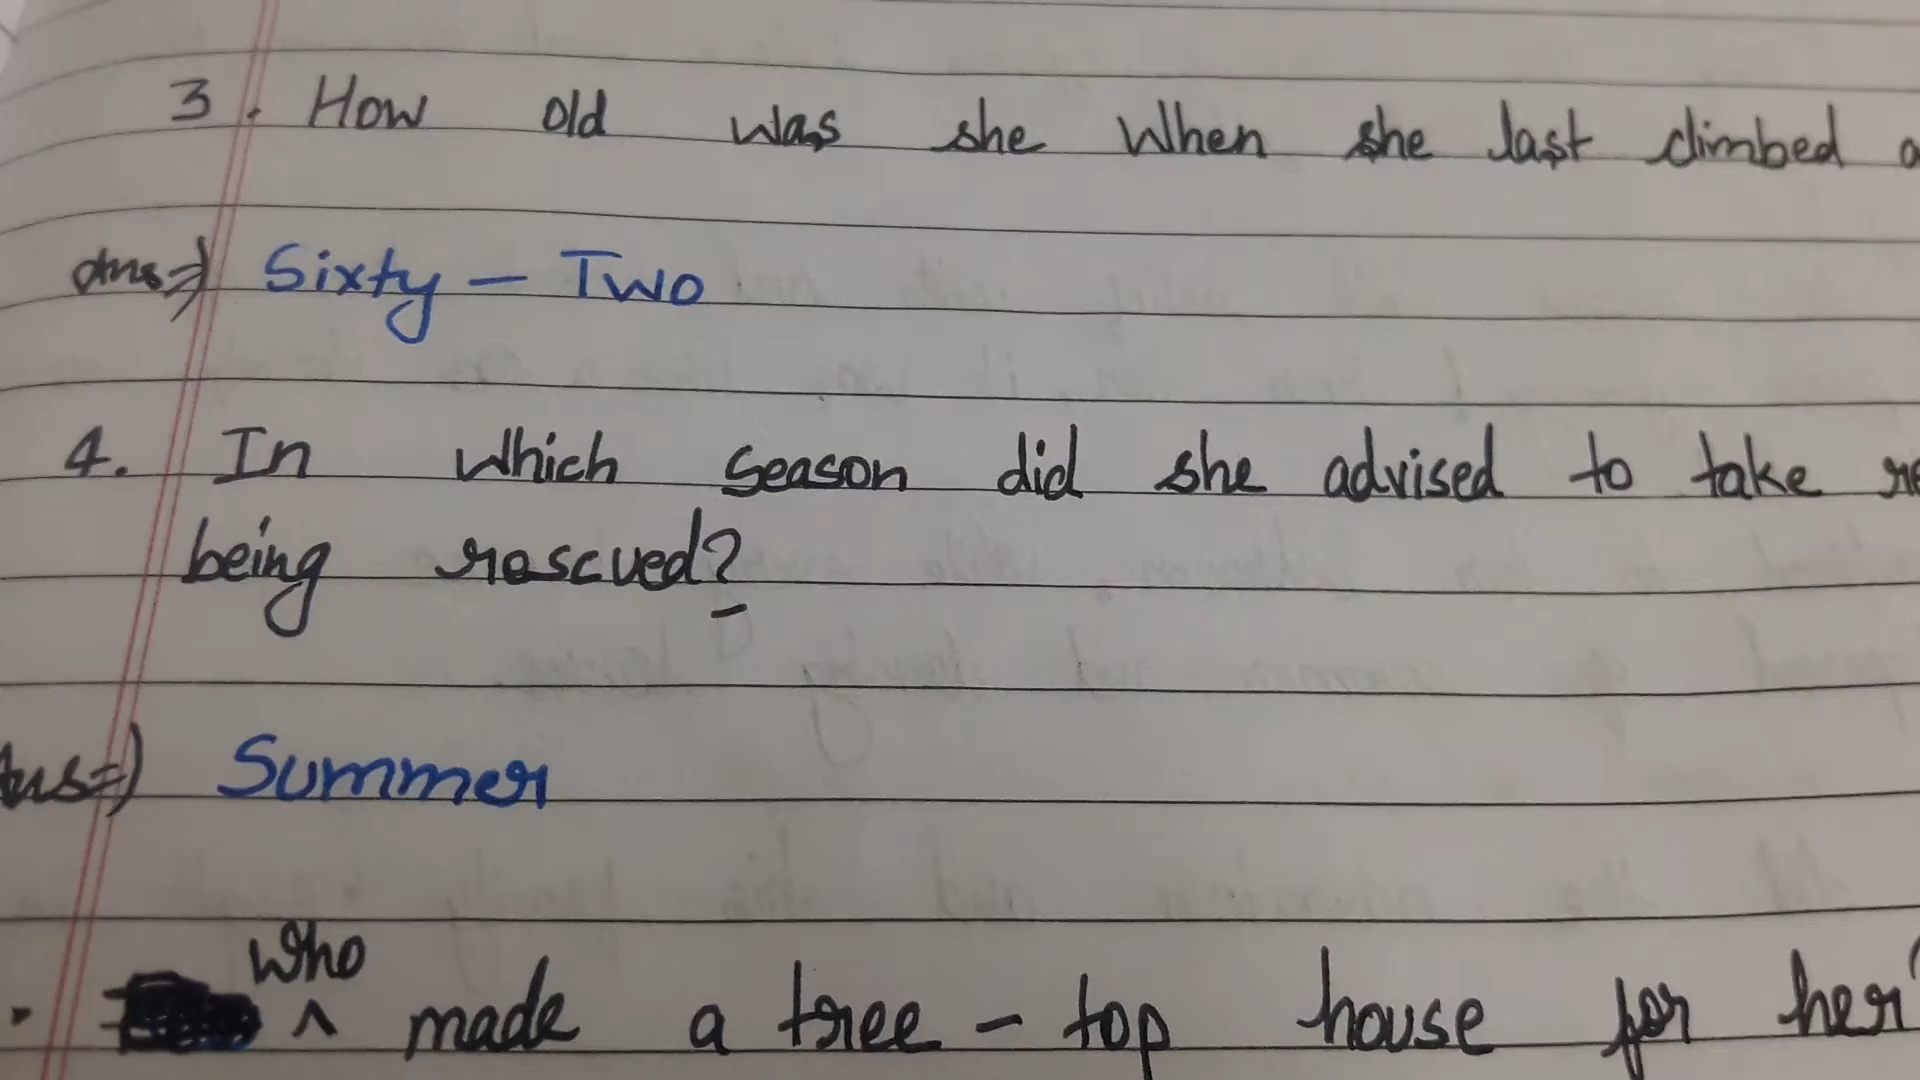 3. How old was she When she last climbed
Ans=> Sixty - Two
4. In which season did she advised to take
being rescued?
Ans=> Summer
Who
^ made a tree - top house for her